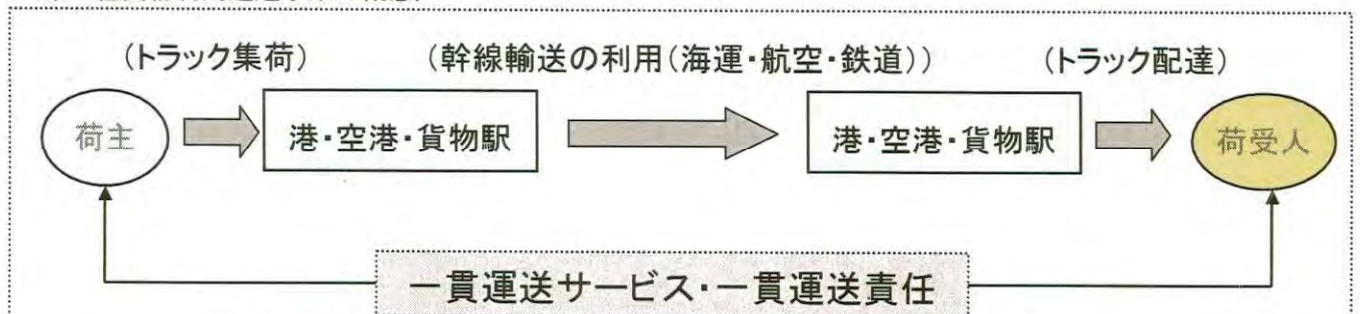 (トラック集荷) (幹線輸送の利用(海運・航空・鉄道)) (トラック配達)
荷主 港・空港・貨物駅 港・空港・貨物駅 荷受人
一貫運送サービス・一貫運送責任